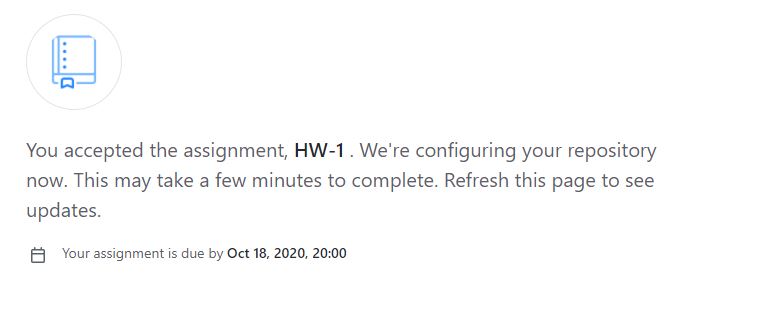 You accepted the assignment, HW-1 . We're configuring your repository
now. This may take a few minutes to complete. Refresh this page to see
updates.
Your assignment is due by Oct 18, 2020, 20:00